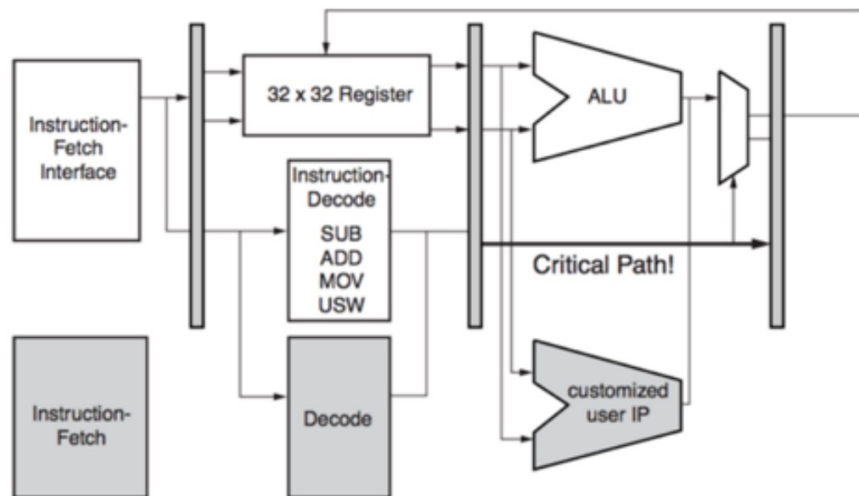 32 x 32 Register
ALU
Instruction-
Fetch
Interface
Instruction-
Decode
SUB
ADD
MOV
USW
Critical Path!
Instruction-
Fetch
Decode
customized
user IP